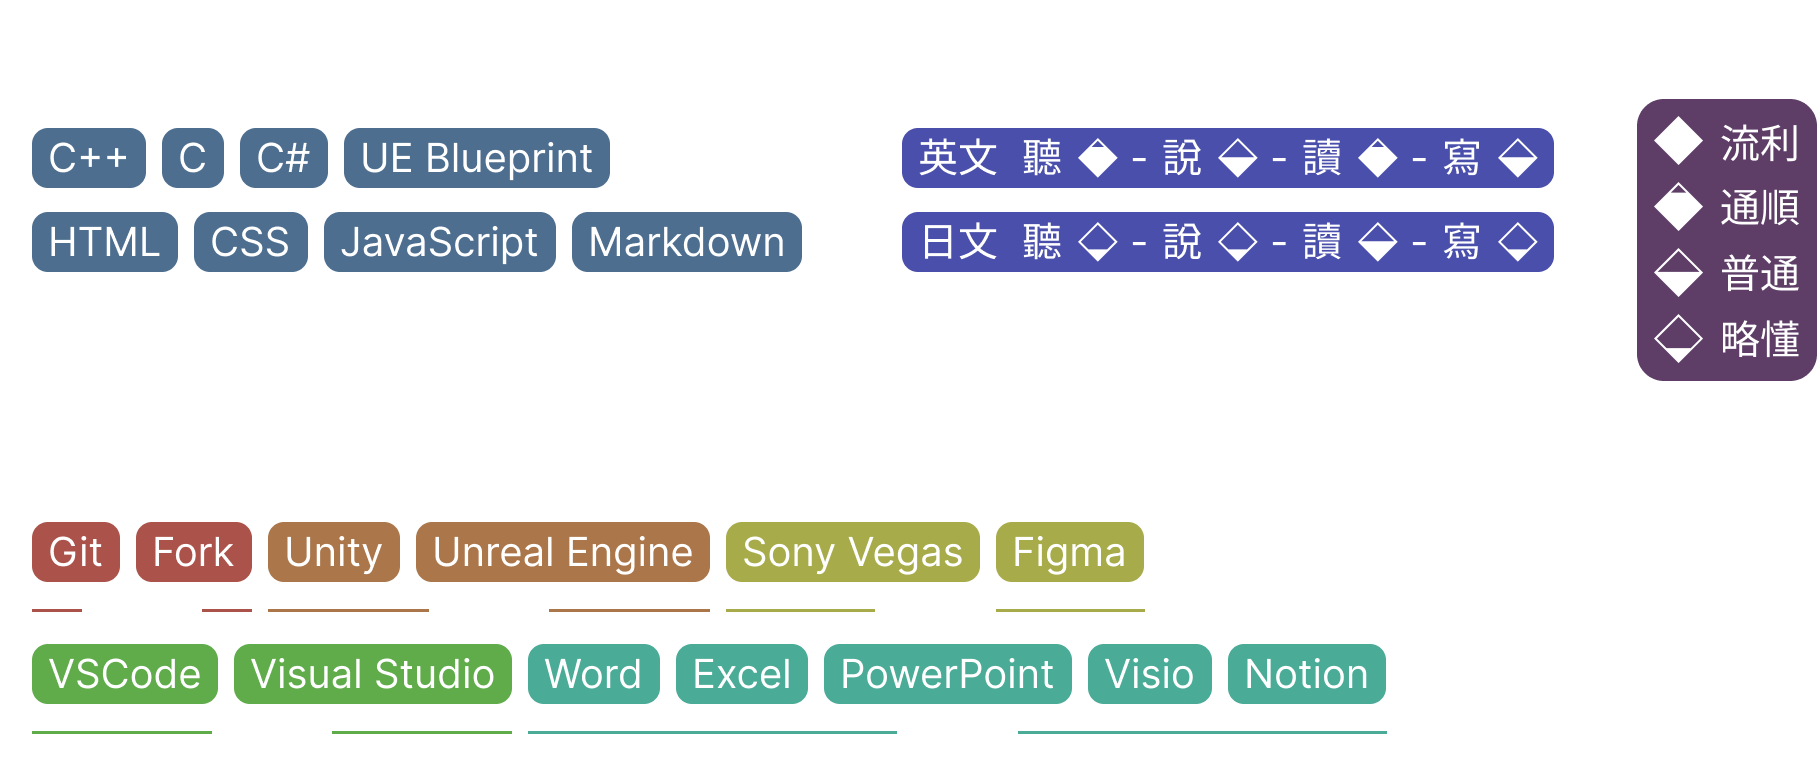 C++ C C# UE Blueprint
HTML CSS JavaScript Markdown
英文 聽 - 說 - 讀 - 寫
日文 聽 - 說 - 讀 - 寫
流利
通順
普通
略懂
Git Fork Unity Unreal Engine Sony Vegas Figma
VSCode Visual Studio Word Excel PowerPoint Visio Notion